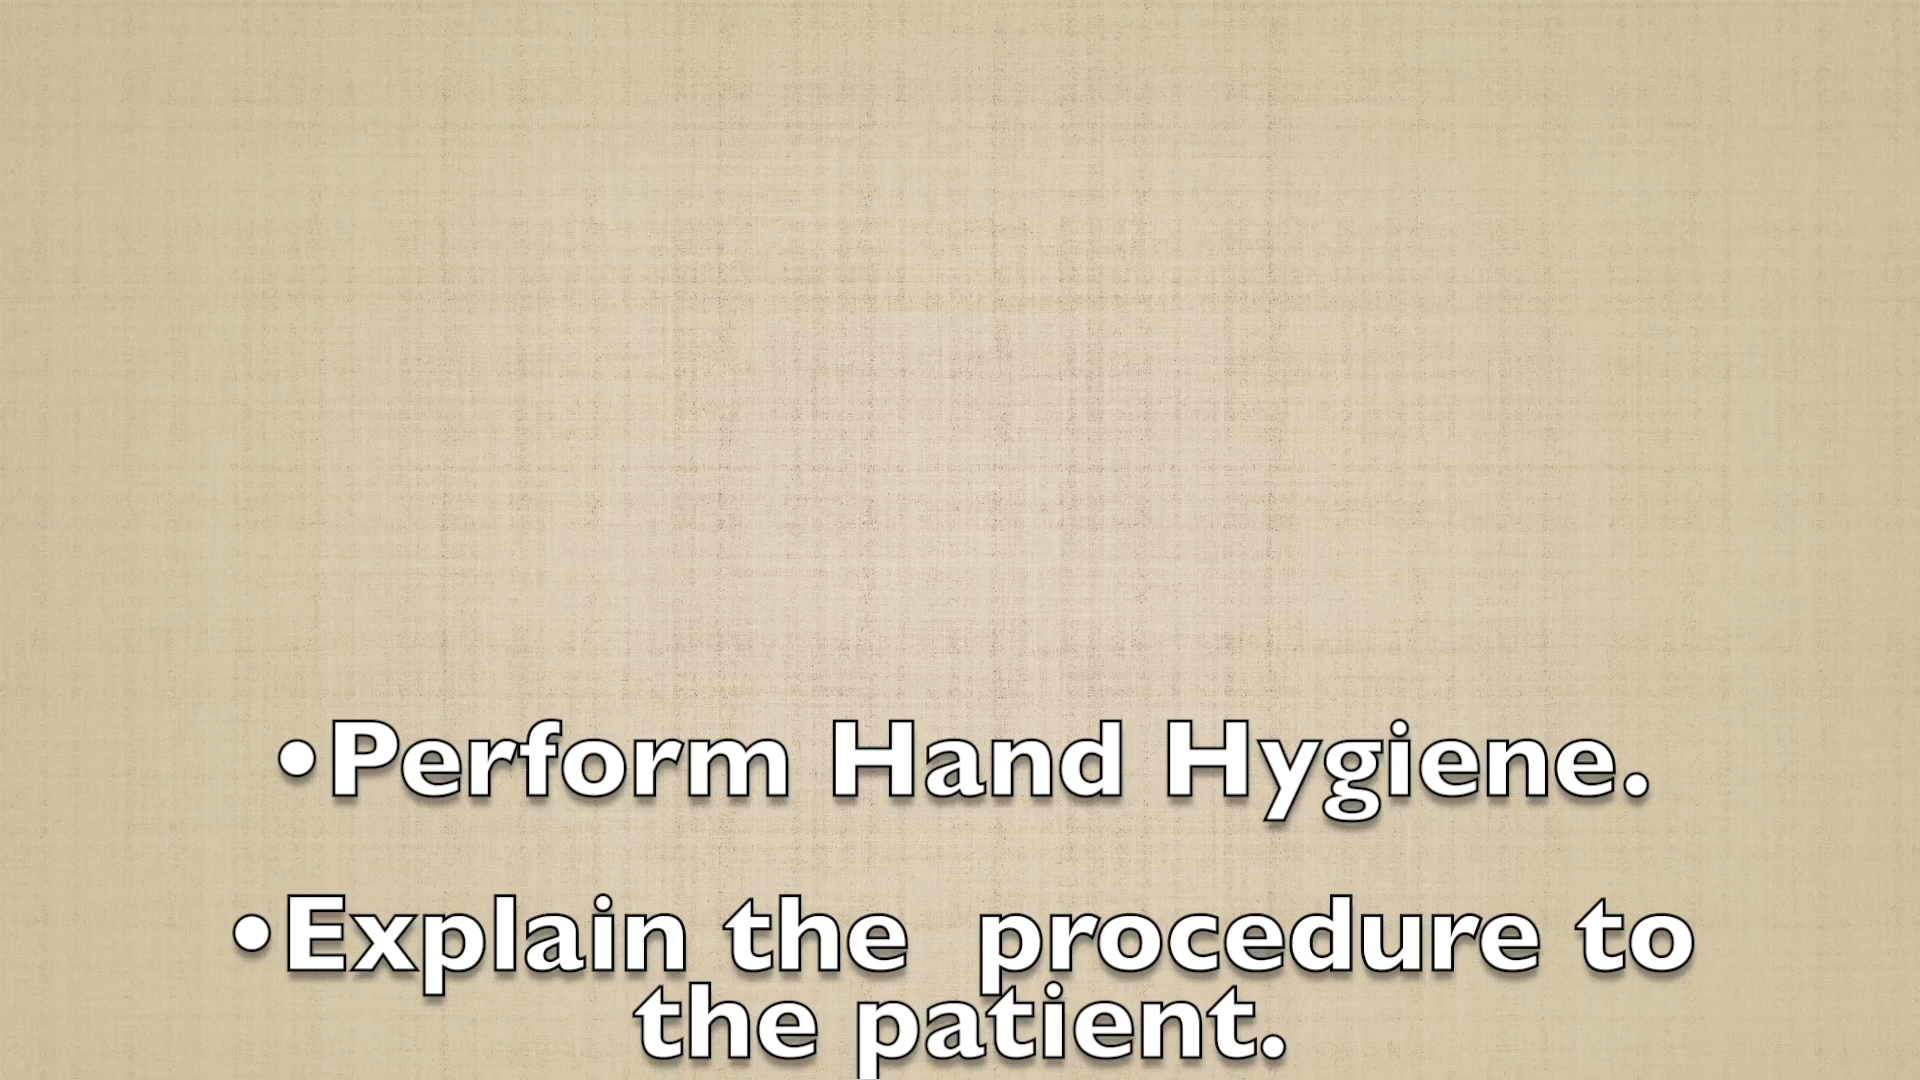 •Perform Hand Hygiene.
•Explain the  procedure to
the patient.